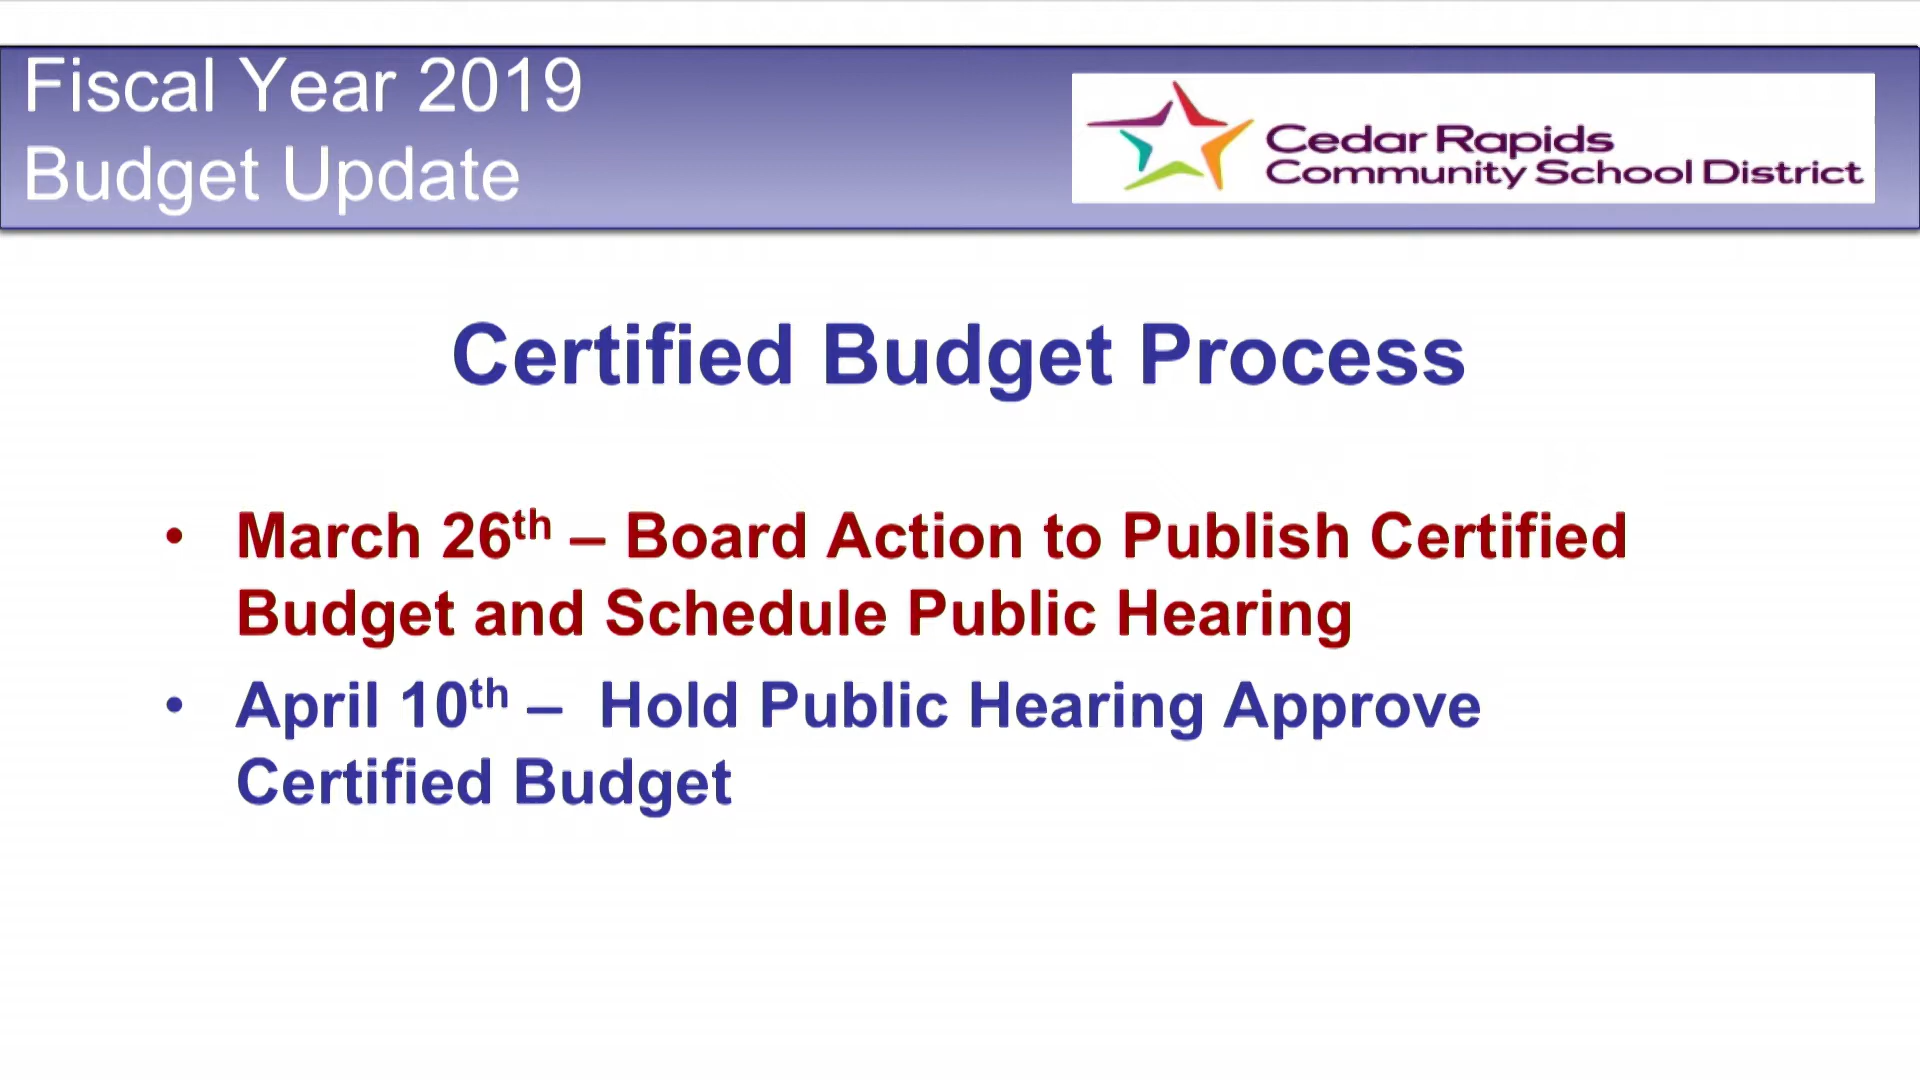 Fiscal Year 2019
Budget Update
Cedar Rapids
Community School District
Certified Budget Process
• March 26th – Board Action to Publish Certified
Budget and Schedule Public Hearing
• April 10th – Hold Public Hearing Approve
Certified Budget